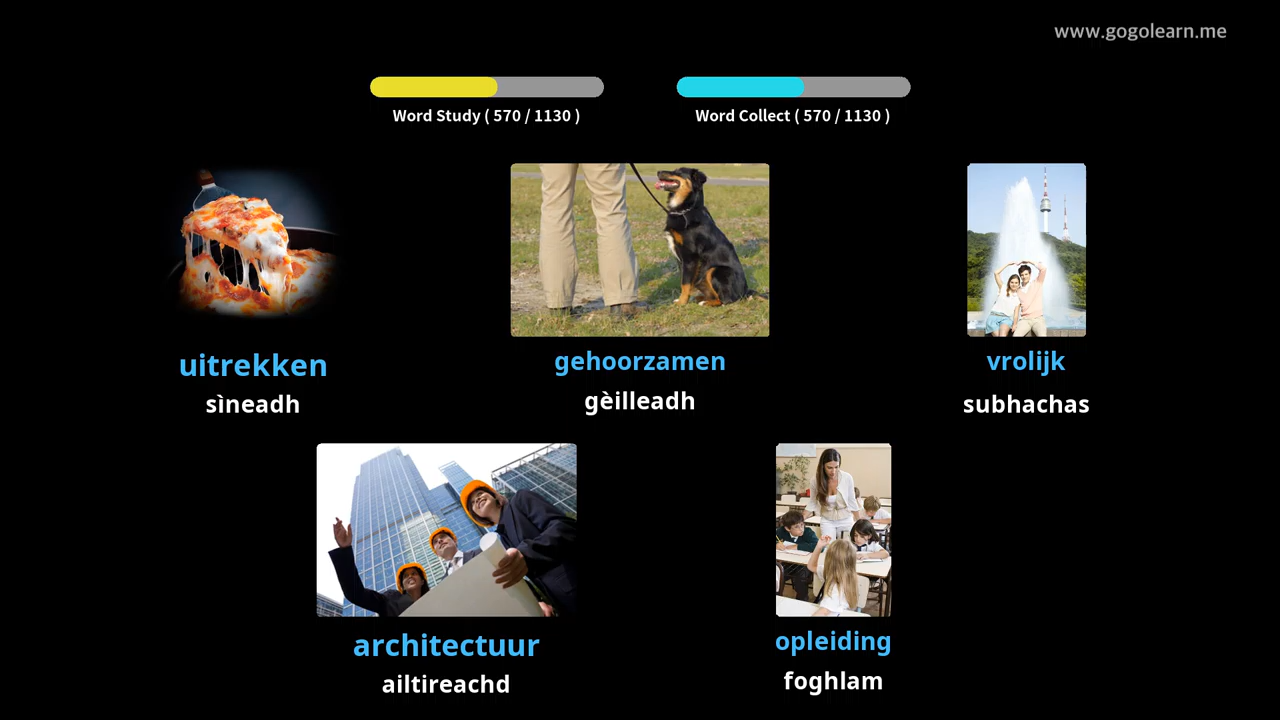 www.gogolearn.me
Word Study ( 570 / 1130 )
Word Collect ( 570 / 1130 )
uitrekken
sìneadh
gehoorzamen
gèilleadh
vrolijk
subhachas
architectuur
ailtireachd
opleiding
foghlam